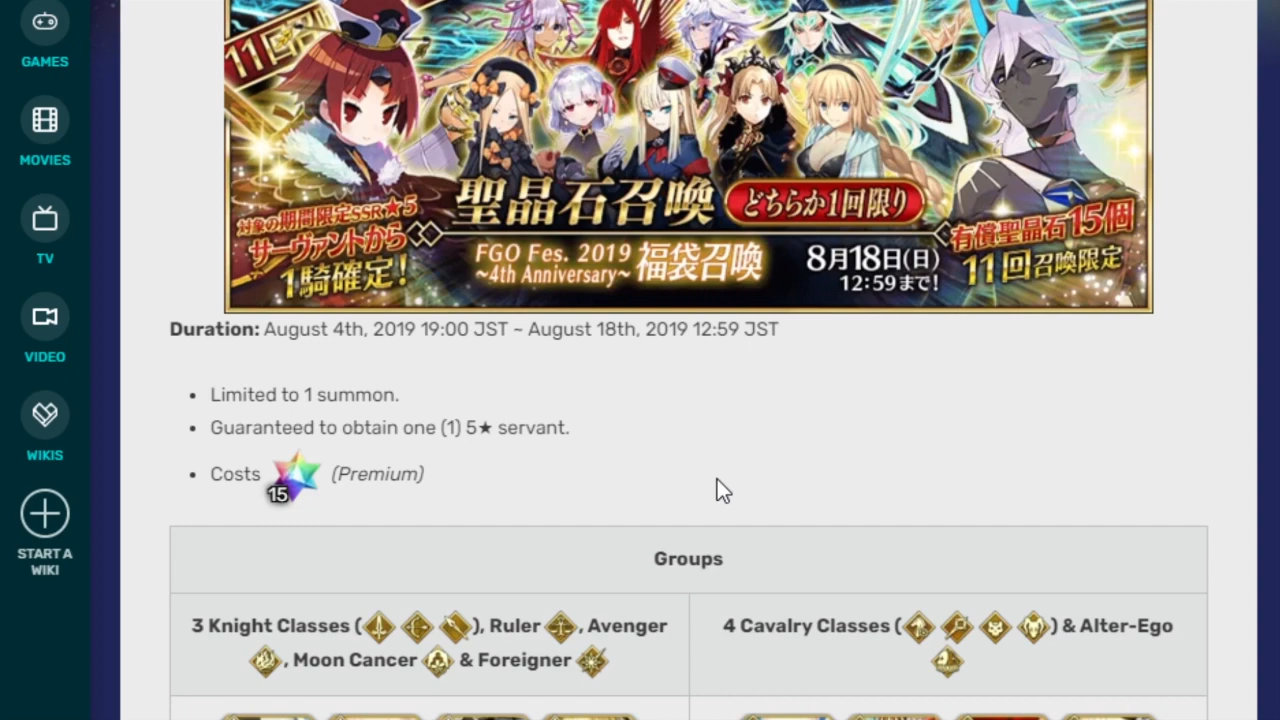 GAMES
MOVIES
TV
VIDEO
WIKIS
START A
WIKI
11回
対象の期間限定SSR★5
サーヴァントから
1騎確定!
聖晶石召喚
どちらか1回限り
FGO Fes. 2019
~4th Anniversary~
福袋召喚
8月18日(日)
12:59まで!
有償聖晶石15個
11回召喚限定
Duration: August 4th, 2019 19:00 JST ~ August 18th, 2019 12:59 JST
• Limited to 1 summon.
• Guaranteed to obtain one (1) 5★ servant.
• Costs 15 (Premium)
Groups
3 Knight Classes ( ), Ruler , Avenger
, Moon Cancer & Foreigner
4 Cavalry Classes ( ) & Alter-Ego